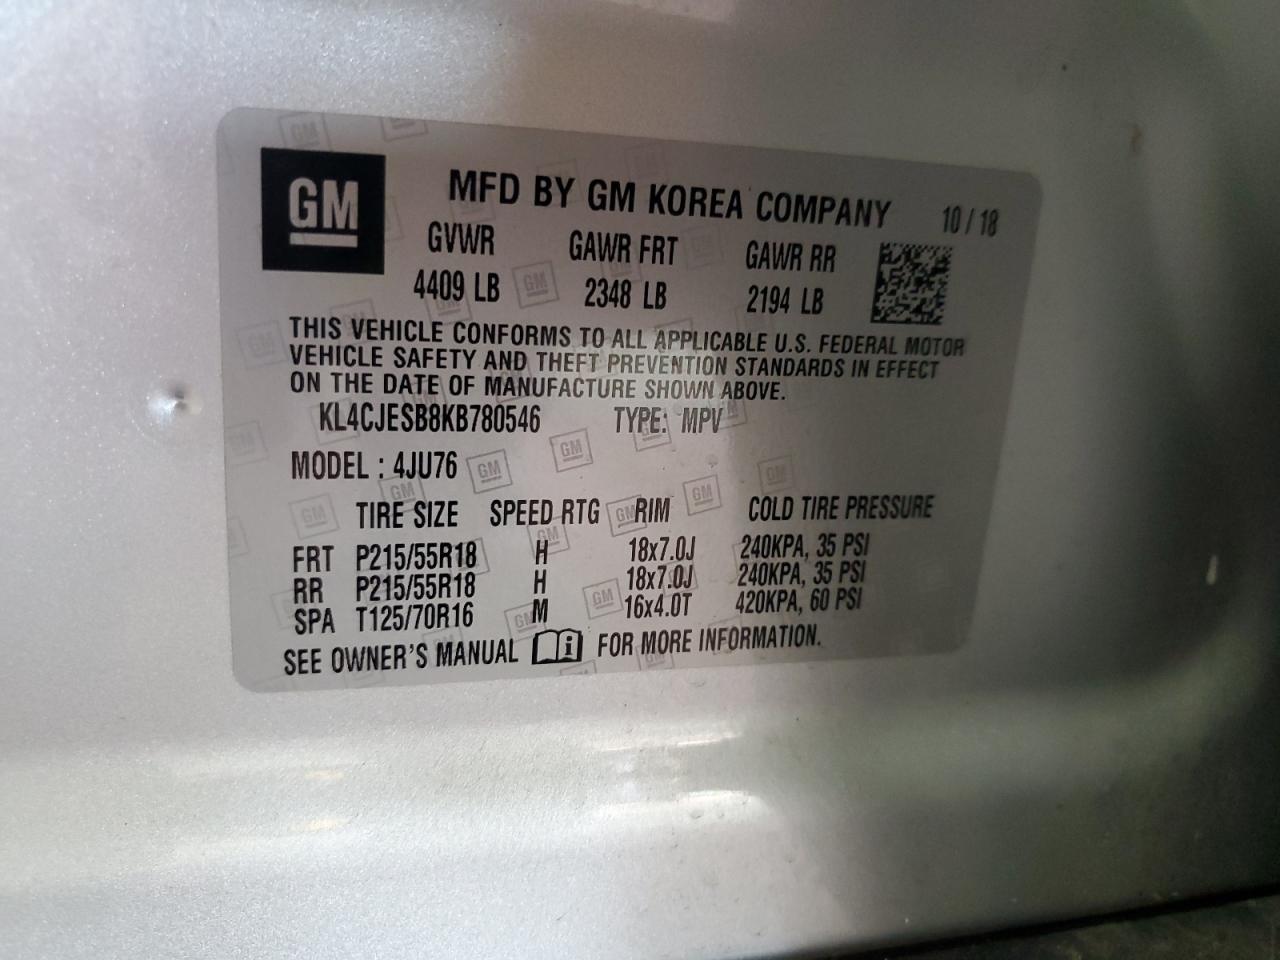 GM
MFD BY GM KOREA COMPANY 10 / 18
GVWR GAWR FRT GAWR RR
4409 LB 2348 LB 2194 LB
THIS VEHICLE CONFORMS TO ALL APPLICABLE U.S. FEDERAL MOTOR
VEHICLE SAFETY AND THEFT PREVENTION STANDARDS IN EFFECT
ON THE DATE OF MANUFACTURE SHOWN ABOVE.
KL4CJESB8KB780546 TYPE: MPV
MODEL : 4JU76
TIRE SIZE SPEED RTG RIM COLD TIRE PRESSURE
FRT P215/55R18 H 18x7.0J 240KPA, 35 PSI
RR P215/55R18 H 18x7.0J 240KPA, 35 PSI
SPA T125/70R16 M 16x4.0T 420KPA, 60 PSI
SEE OWNER'S MANUAL FOR MORE INFORMATION.